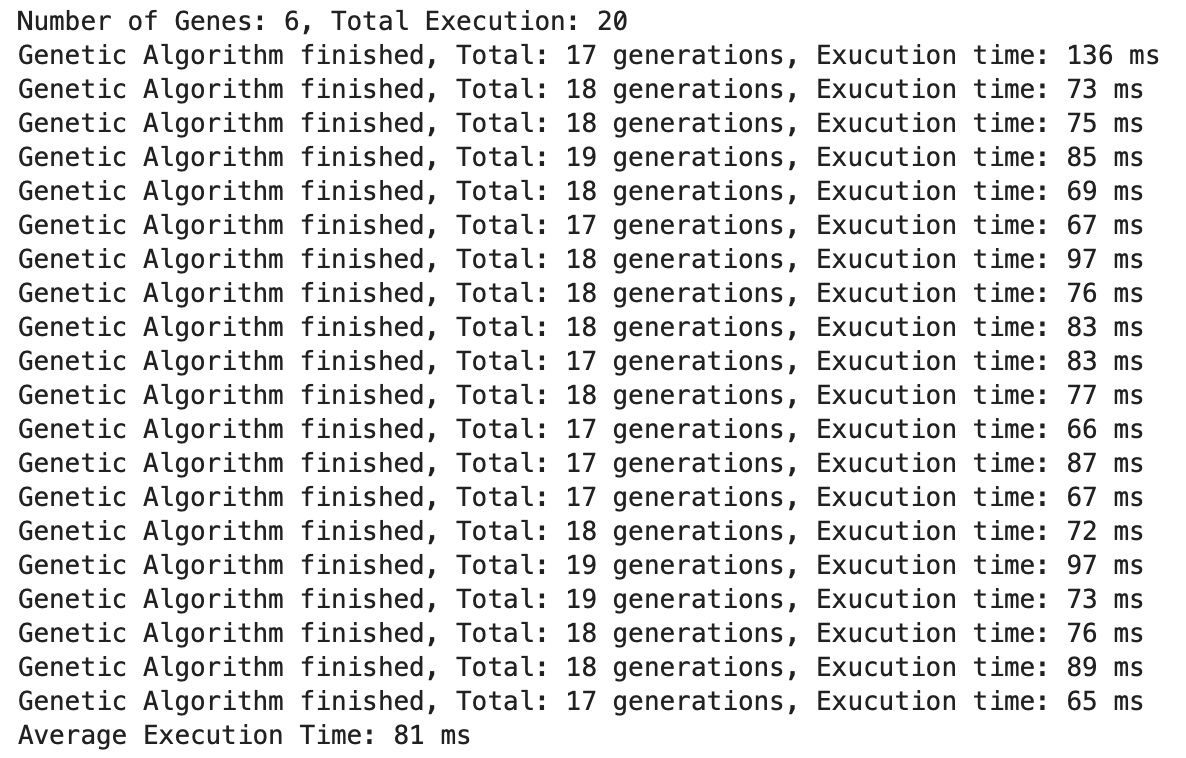 Number of Genes: 6, Total Execution: 20
Genetic Algorithm finished, Total: 17 generations, Exucution time: 136 ms
Genetic Algorithm finished, Total: 18 generations, Exucution time: 73 ms
Genetic Algorithm finished, Total: 18 generations, Exucution time: 75 ms
Genetic Algorithm finished, Total: 19 generations, Exucution time: 85 ms
Genetic Algorithm finished, Total: 18 generations, Exucution time: 69 ms
Genetic Algorithm finished, Total: 17 generations, Exucution time: 67 ms
Genetic Algorithm finished, Total: 18 generations, Exucution time: 97 ms
Genetic Algorithm finished, Total: 18 generations, Exucution time: 76 ms
Genetic Algorithm finished, Total: 18 generations, Exucution time: 83 ms
Genetic Algorithm finished, Total: 17 generations, Exucution time: 83 ms
Genetic Algorithm finished, Total: 18 generations, Exucution time: 77 ms
Genetic Algorithm finished, Total: 17 generations, Exucution time: 66 ms
Genetic Algorithm finished, Total: 17 generations, Exucution time: 87 ms
Genetic Algorithm finished, Total: 17 generations, Exucution time: 67 ms
Genetic Algorithm finished, Total: 18 generations, Exucution time: 72 ms
Genetic Algorithm finished, Total: 19 generations, Exucution time: 97 ms
Genetic Algorithm finished, Total: 19 generations, Exucution time: 73 ms
Genetic Algorithm finished, Total: 18 generations, Exucution time: 76 ms
Genetic Algorithm finished, Total: 18 generations, Exucution time: 89 ms
Genetic Algorithm finished, Total: 17 generations, Exucution time: 65 ms
Average Execution Time: 81 ms